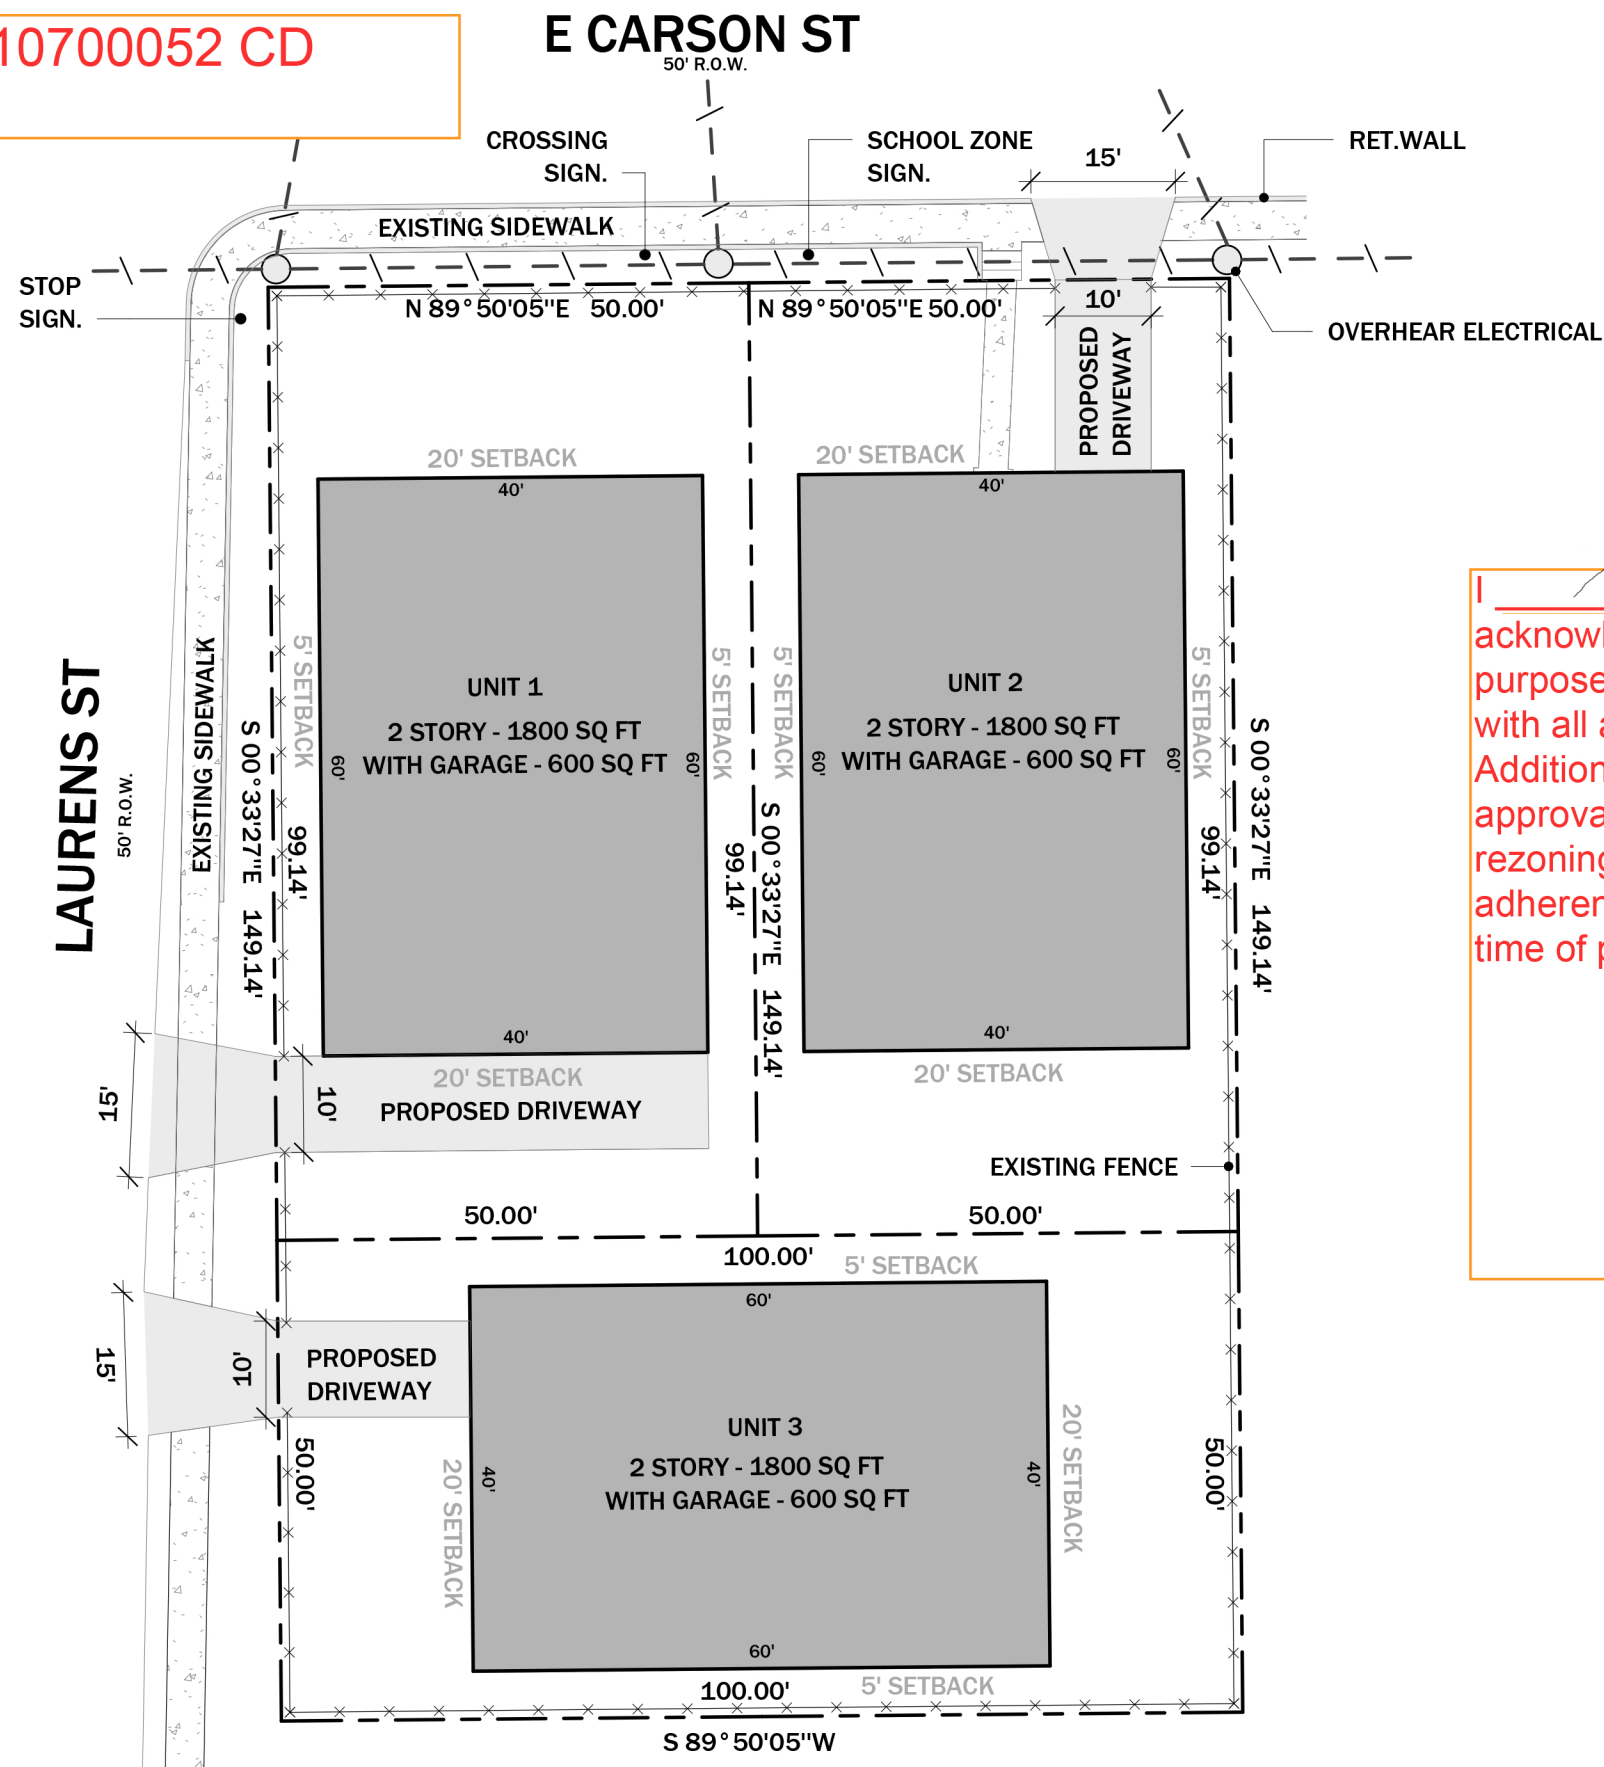 10700052 CD
E CARSON ST
50' R.O.W.
CROSSING
SIGN.
SCHOOL ZONE
SIGN.
15'
RET.WALL
EXISTING SIDEWALK
STOP
SIGN.
N 89°50'05"E 50.00'
N 89°50'05"E 50.00'
10'
OVERHEAR ELECTRICAL
PROPOSED
DRIVEWAY
20' SETBACK
20' SETBACK
40'
40'
I
5' SETBACK
UNIT 1
2 STORY - 1800 SQ FT
WITH GARAGE - 600 SQ FT
60'
60'
5' SETBACK
5' SETBACK
UNIT 2
2 STORY - 1800 SQ FT
WITH GARAGE - 600 SQ FT
60'
60'
5' SETBACK
LAURENS ST
50' R.O.W.
EXISTING SIDEWALK
S 00°33'27"E 149.14'
99.14'
99.14'
S 00°33'27"E 149.14'
99.14'
S 00°33'27"E 149.14'
with all
time of
40'
40'
20' SETBACK
PROPOSED DRIVEWAY
20' SETBACK
15'
10'
EXISTING FENCE
50.00'
50.00'
100.00'
5' SETBACK
60'
15'
10'
PROPOSED
DRIVEWAY
UNIT 3
2 STORY - 1800 SQ FT
WITH GARAGE - 600 SQ FT
50.00'
20' SETBACK
40'
40'
20' SETBACK
50.00'
60'
100.00'
5' SETBACK
S 89°50'05"W